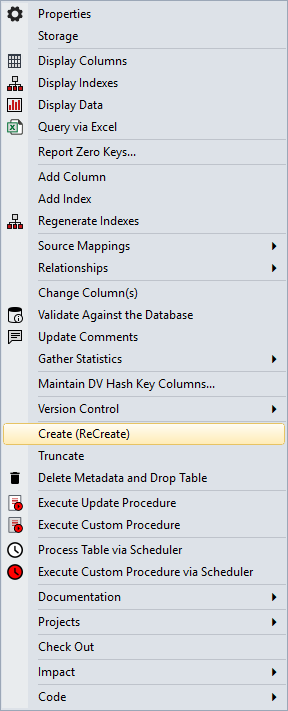 Properties
Storage
Display Columns
Display Indexes
Display Data
Query via Excel
Report Zero Keys...
Add Column
Add Index
Regenerate Indexes
Source Mappings
Relationships
Change Column(s)
Validate Against the Database
Update Comments
Gather Statistics
Maintain DV Hash Key Columns...
Version Control
Create (ReCreate)
Truncate
Delete Metadata and Drop Table
Execute Update Procedure
Execute Custom Procedure
Process Table via Scheduler
Execute Custom Procedure via Scheduler
Documentation
Projects
Check Out
Impact
Code